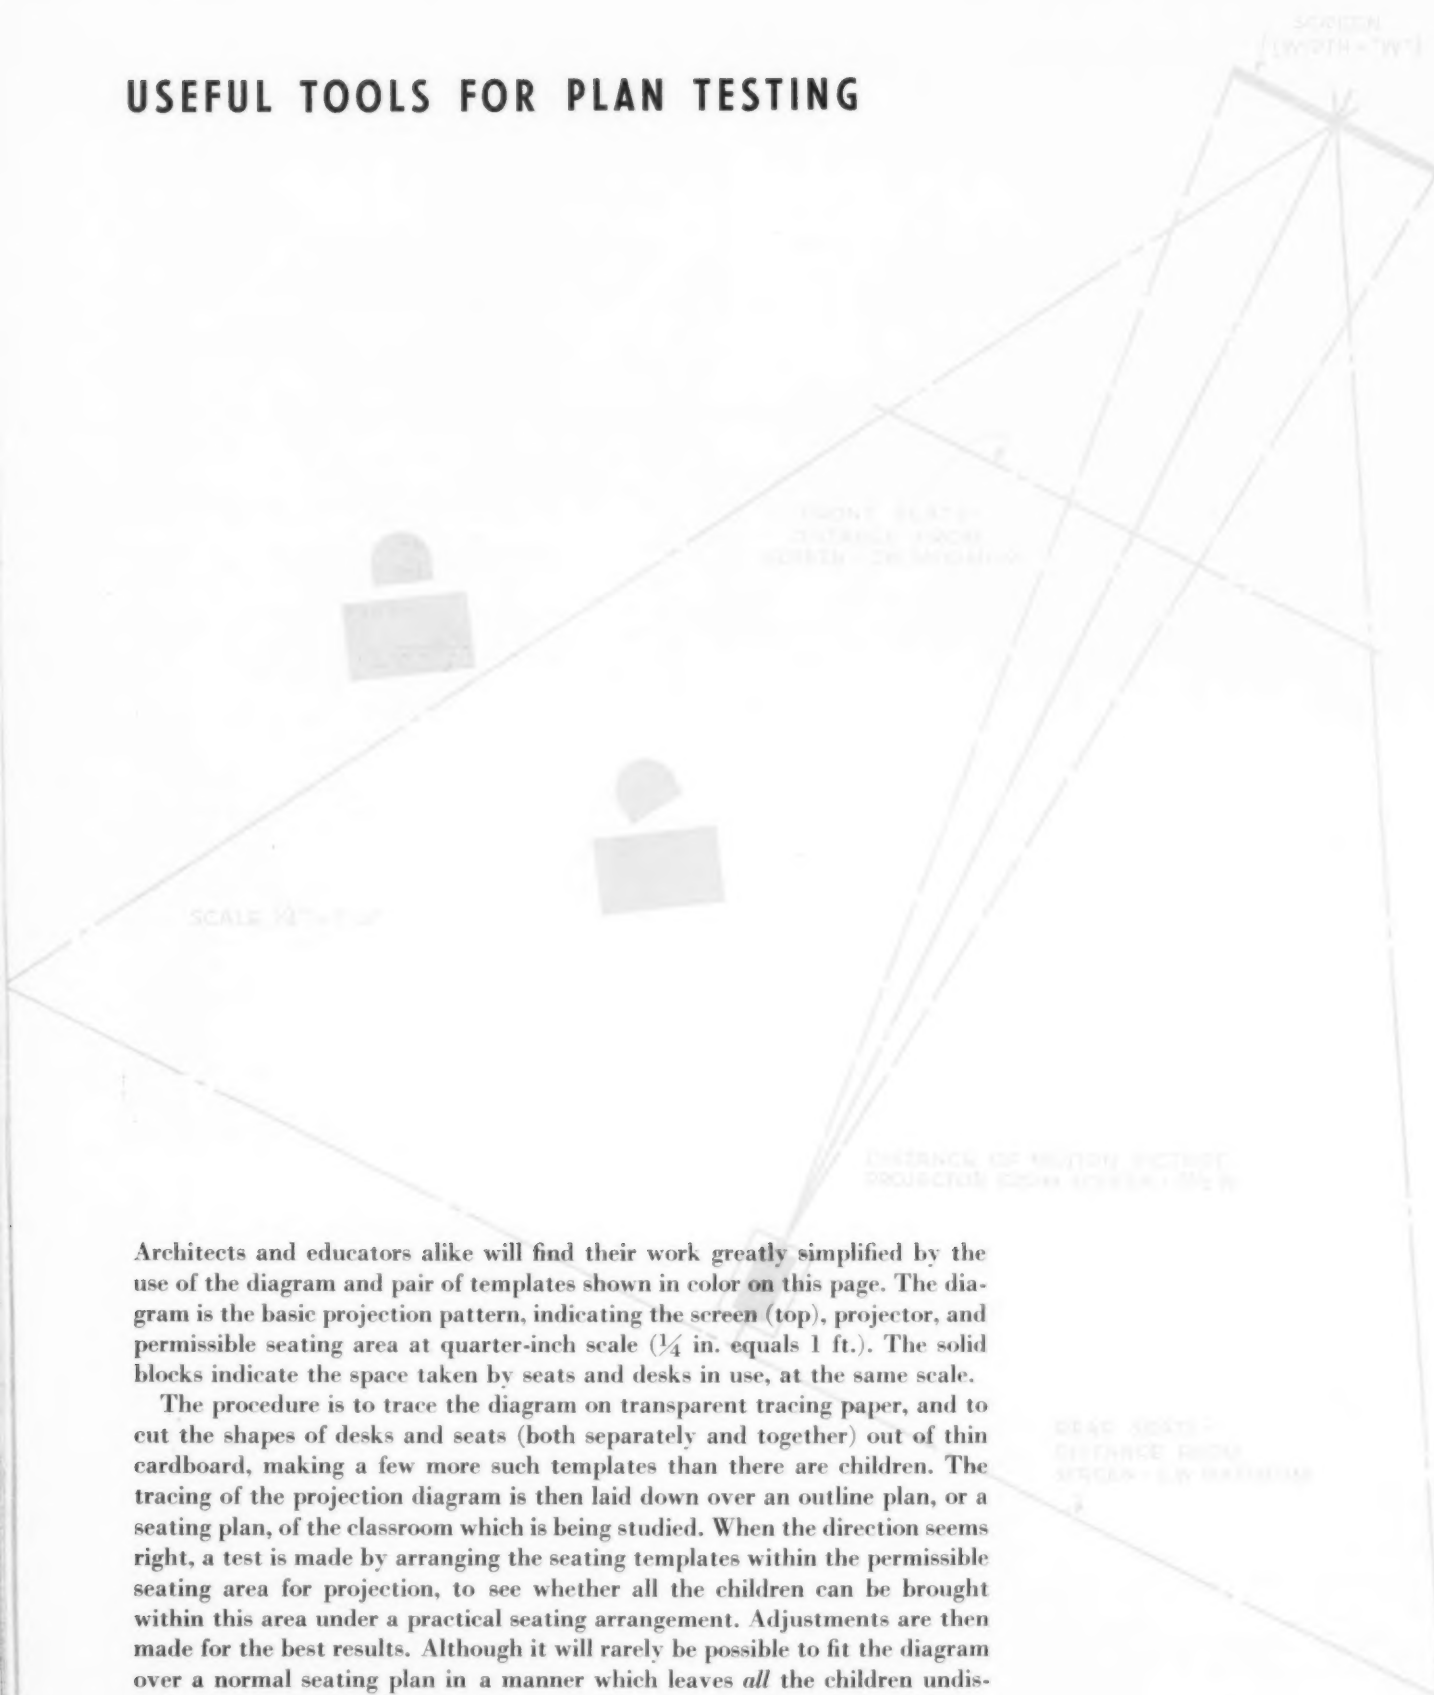 SCREEN
(WIDTH = "W")
USEFUL TOOLS FOR PLAN TESTING
FRONT SEATS-
DISTANCE FROM
SCREEN
SCALE
DISTANCE OF MOTION PICTURE
PROJECTOR FROM SCREEN
Architects and educators alike will find their work greatly simplified by the
use of the diagram and pair of templates shown in color on this page. The dia-
gram is the basic projection pattern, indicating the screen (top), projector, and
permissible seating area at quarter-inch scale (¼ in. equals 1 ft.). The solid
blocks indicate the space taken by seats and desks in use, at the same scale.
The procedure is to trace the diagram on transparent tracing paper, and to
cut the shapes of desks and seats (both separately and together) out of thin
cardboard, making a few more such templates than there are children. The
tracing of the projection diagram is then laid down over an outline plan, or a
seating plan, of the classroom which is being studied. When the direction seems
right, a test is made by arranging the seating templates within the permissible
seating area for projection, to see whether all the children can be brought
within this area under a practical seating arrangement. Adjustments are then
made for the best results. Although it will rarely be possible to fit the diagram
over a normal seating plan in a manner which leaves all the children undis-
REAR SEATS-
DISTANCE FROM
SCREEN